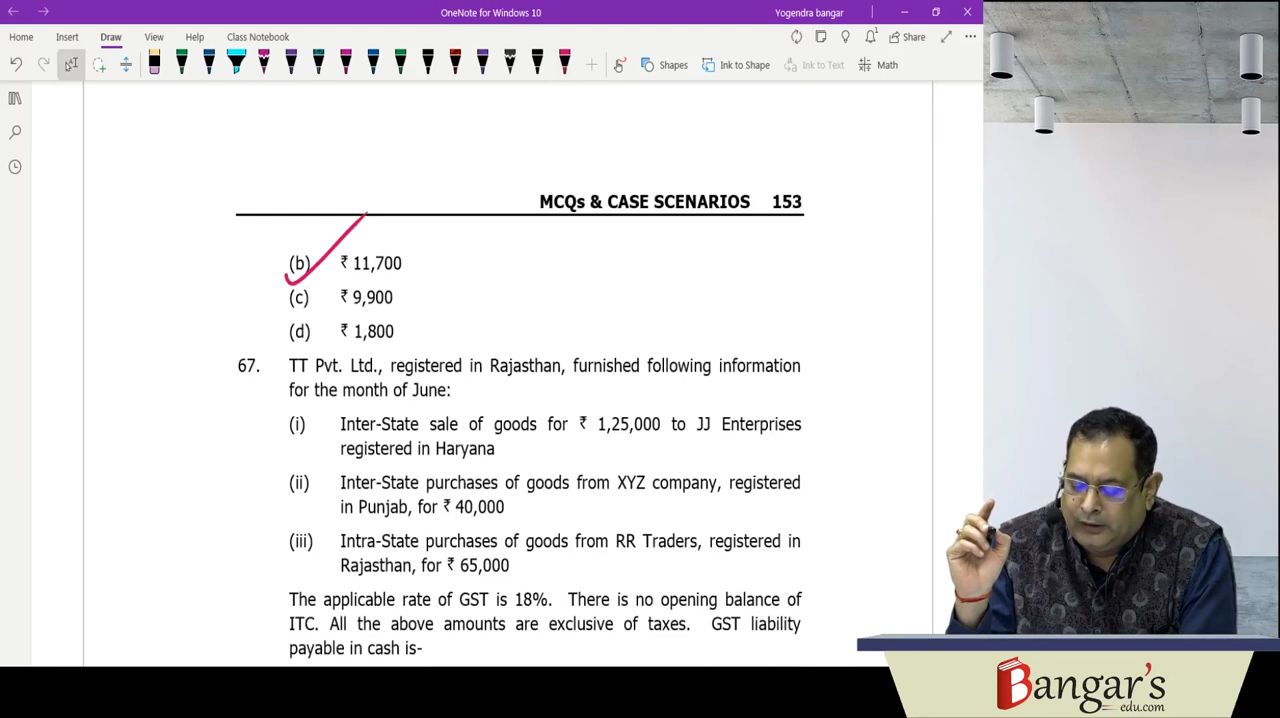 OneNote for Windows 10
Yogendra bangar
Home Insert Draw View Help Class Notebook
Share
Shapes Ink to Shape Ink to Text Math
MCQs & CASE SCENARIOS 153
(b) ₹ 11,700
(c) ₹ 9,900
(d) ₹ 1,800
67. TT Pvt. Ltd., registered in Rajasthan, furnished following information
for the month of June:
(i) Inter-State sale of goods for ₹ 1,25,000 to JJ Enterprises
registered in Haryana
(ii) Inter-State purchases of goods from XYZ company, registered
in Punjab, for ₹ 40,000
(iii) Intra-State purchases of goods from RR Traders, registered in
Rajasthan, for ₹ 65,000
The applicable rate of GST is 18%. There is no opening balance of
ITC. All the above amounts are exclusive of taxes. GST liability
payable in cash is-
Bangar's
edu.com